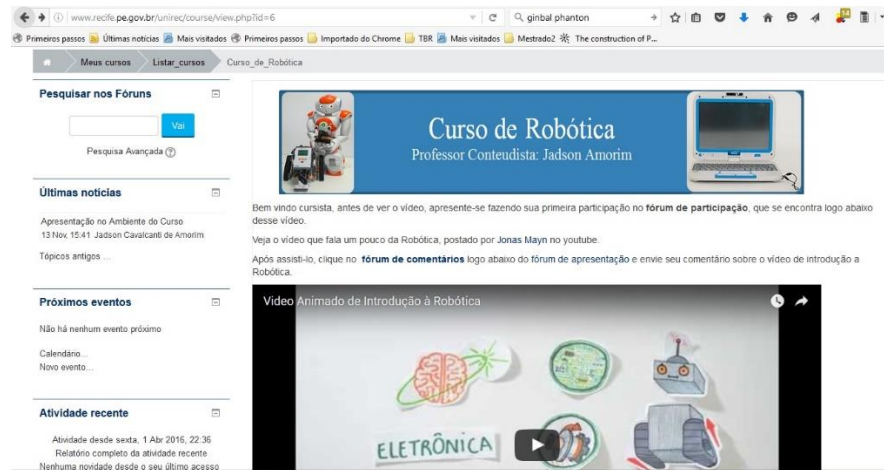 www.recife.pe.gov.br/unirec/course/view.php?id=6
ginbal phanton
Primeiros passos Últimas notícias Mais visitados Primeiros passos Importado do Chrome TBR Mais visitados Mestrado2 The construction of P...
Meus cursos Listar_cursos Curso_de_Robótica
Pesquisar nos Fóruns
Vai
Pesquisa Avançada
Últimas notícias
Apresentação no Ambiente do Curso
13 Nov, 15:41 Jadson Cavalcanti de Amorim
Tópicos antigos ...
Próximos eventos
Não há nenhum evento próximo
Calendário...
Novo evento...
Atividade recente
Atividade desde sexta, 1 Abr 2016, 22:36
Relatório completo da atividade recente
Nenhuma novidade desde o seu último acesso
Curso de Robótica
Professor Conteudista: Jadson Amorim
Bem vindo cursista, antes de ver o vídeo, apresente-se fazendo sua primeira participação no fórum de participação, que se encontra logo abaixo
desse vídeo.
Veja o vídeo que fala um pouco da Robótica, postado por Jonas Mayn no youtube.
Após assisti-lo, clique no fórum de comentários logo abaixo do fórum de apresentação e envie seu comentário sobre o vídeo de introdução a
Robótica.
Video Animado de Introdução à Robótica
ELETRÔNICA